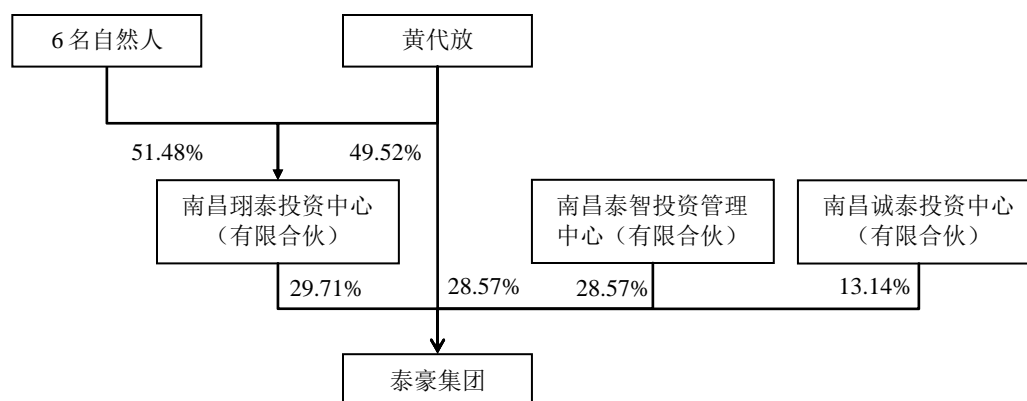 6 名自然人
黄代放
51.48%
49.52%
南昌珝泰投资中心
（有限合伙）
南昌泰智投资管理
中心（有限合伙）
南昌诚泰投资中心
（有限合伙）
29.71%
28.57%
28.57%
13.14%
泰豪集团